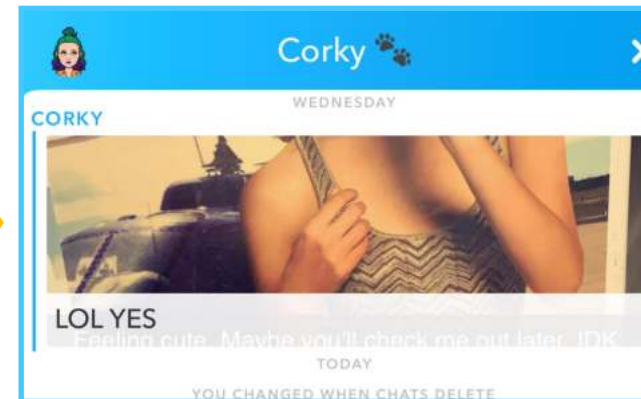 Corky 🐾
WEDNESDAY
CORKY
LOL YES
Feeling cute. Maybe you'll check me out later. IDK
TODAY
YOU CHANGED WHEN CHATS DELETE